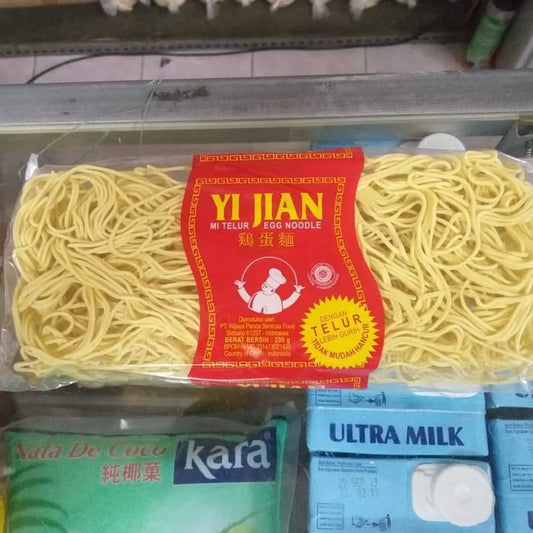 YI JIAN
MI TELUR EGG NOODLE
鷄蛋麵
Diproduksi oleh:
PT. Wijaya Panca Sentosa Food
Sidoarjo 61257 - Indonesia
BERAT BERSIH : 200 g
Country of Origin : Indonesia
DENGAN
TELUR
LEBIH GURIH
TIDAK MUDAH HANCUR
Nata De Coco
純椰菓
Kara
ULTRA MILK